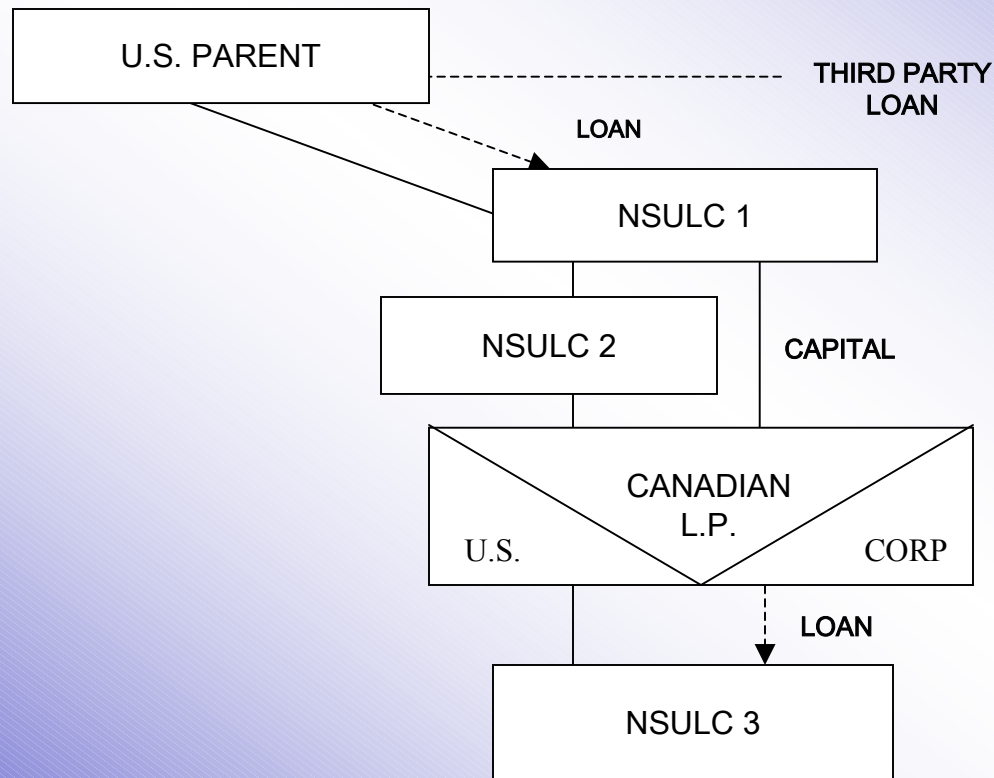 U.S. PARENT
THIRD PARTY
LOAN
LOAN
NSULC 1
NSULC 2
CAPITAL
CANADIAN
L.P.
U.S.
CORP
LOAN
NSULC 3